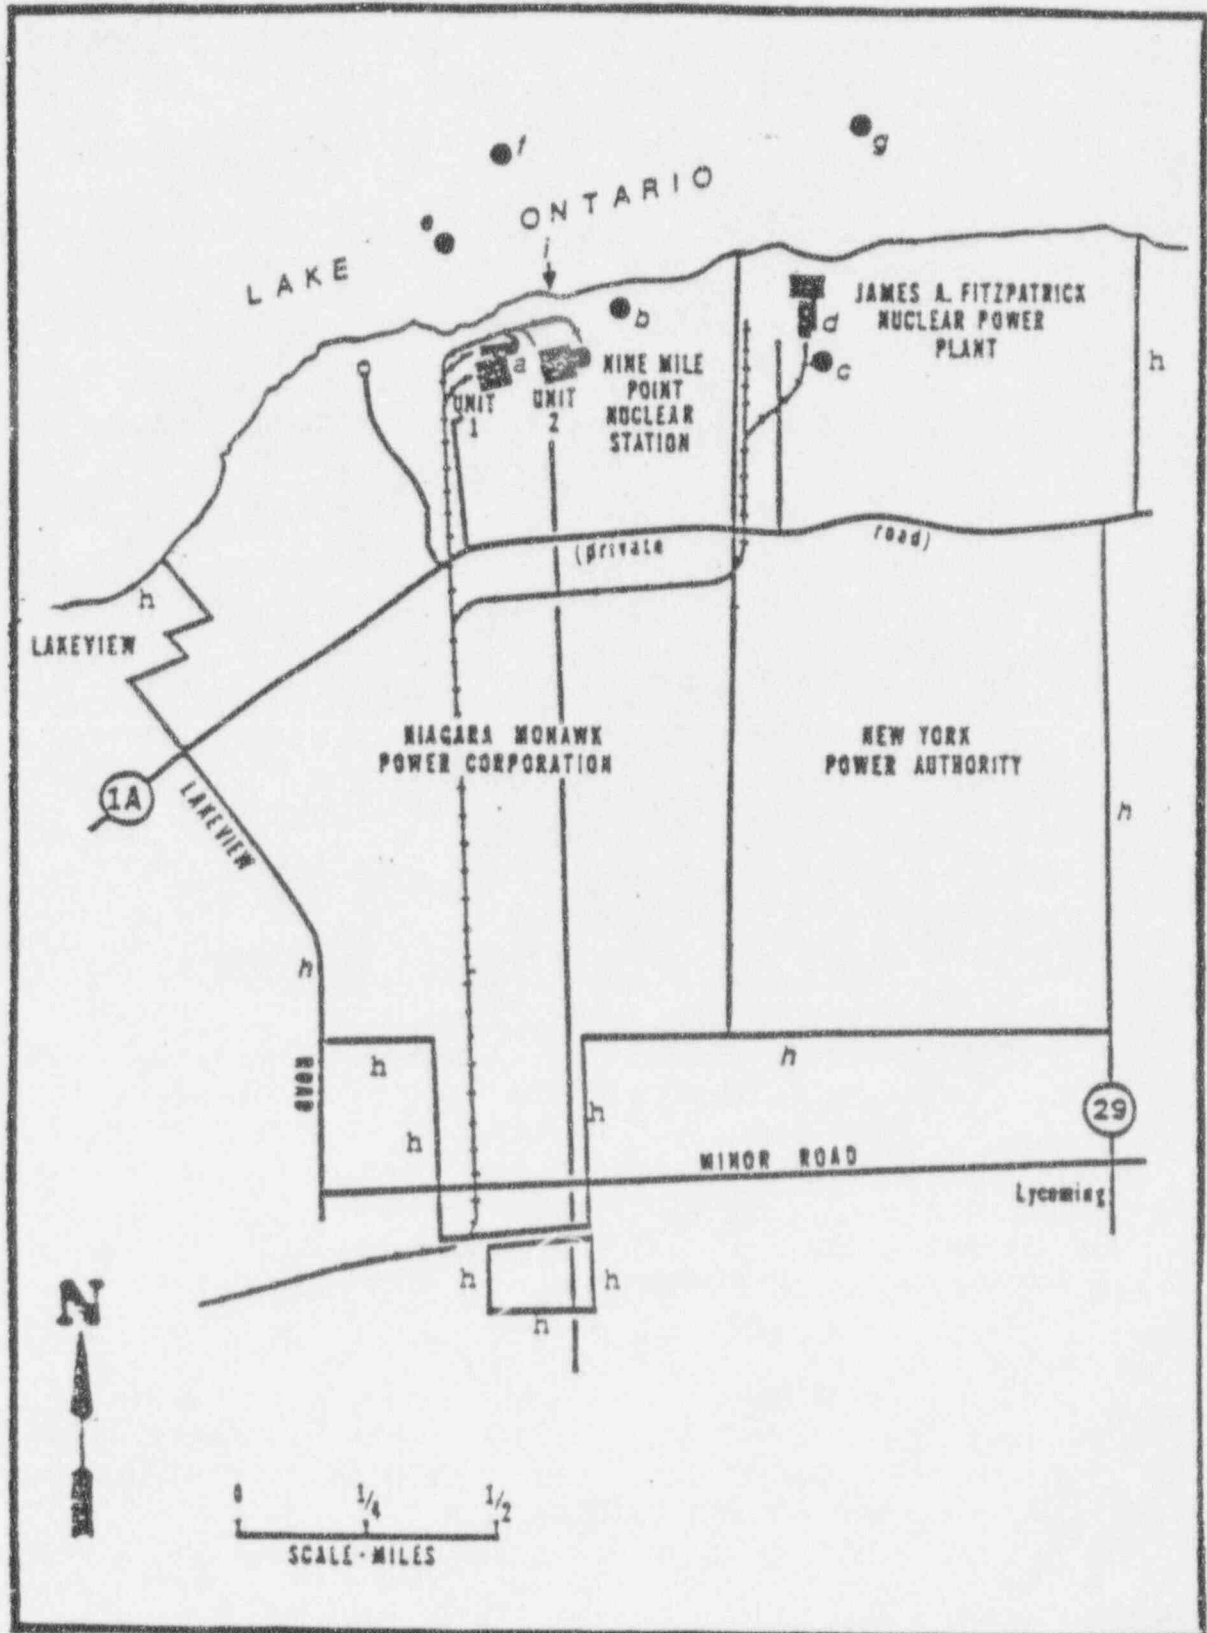 f
g
e
LAKE ONTARIO
i
b
JAMES A. FITZPATRICK
NUCLEAR POWER
PLANT
d
c
h
a
NINE MILE
POINT
NUCLEAR
STATION
UNIT
1
UNIT
2
(private road)
h
LAKEVIEW
NIAGARA MOHAWK
POWER CORPORATION
NEW YORK
POWER AUTHORITY
1A
LAKEVIEW
h
h
ROAD
h
h
h
h
29
MINOR ROAD
Lycoming
h
h
h
N
0 1/4 1/2
SCALE-MILES